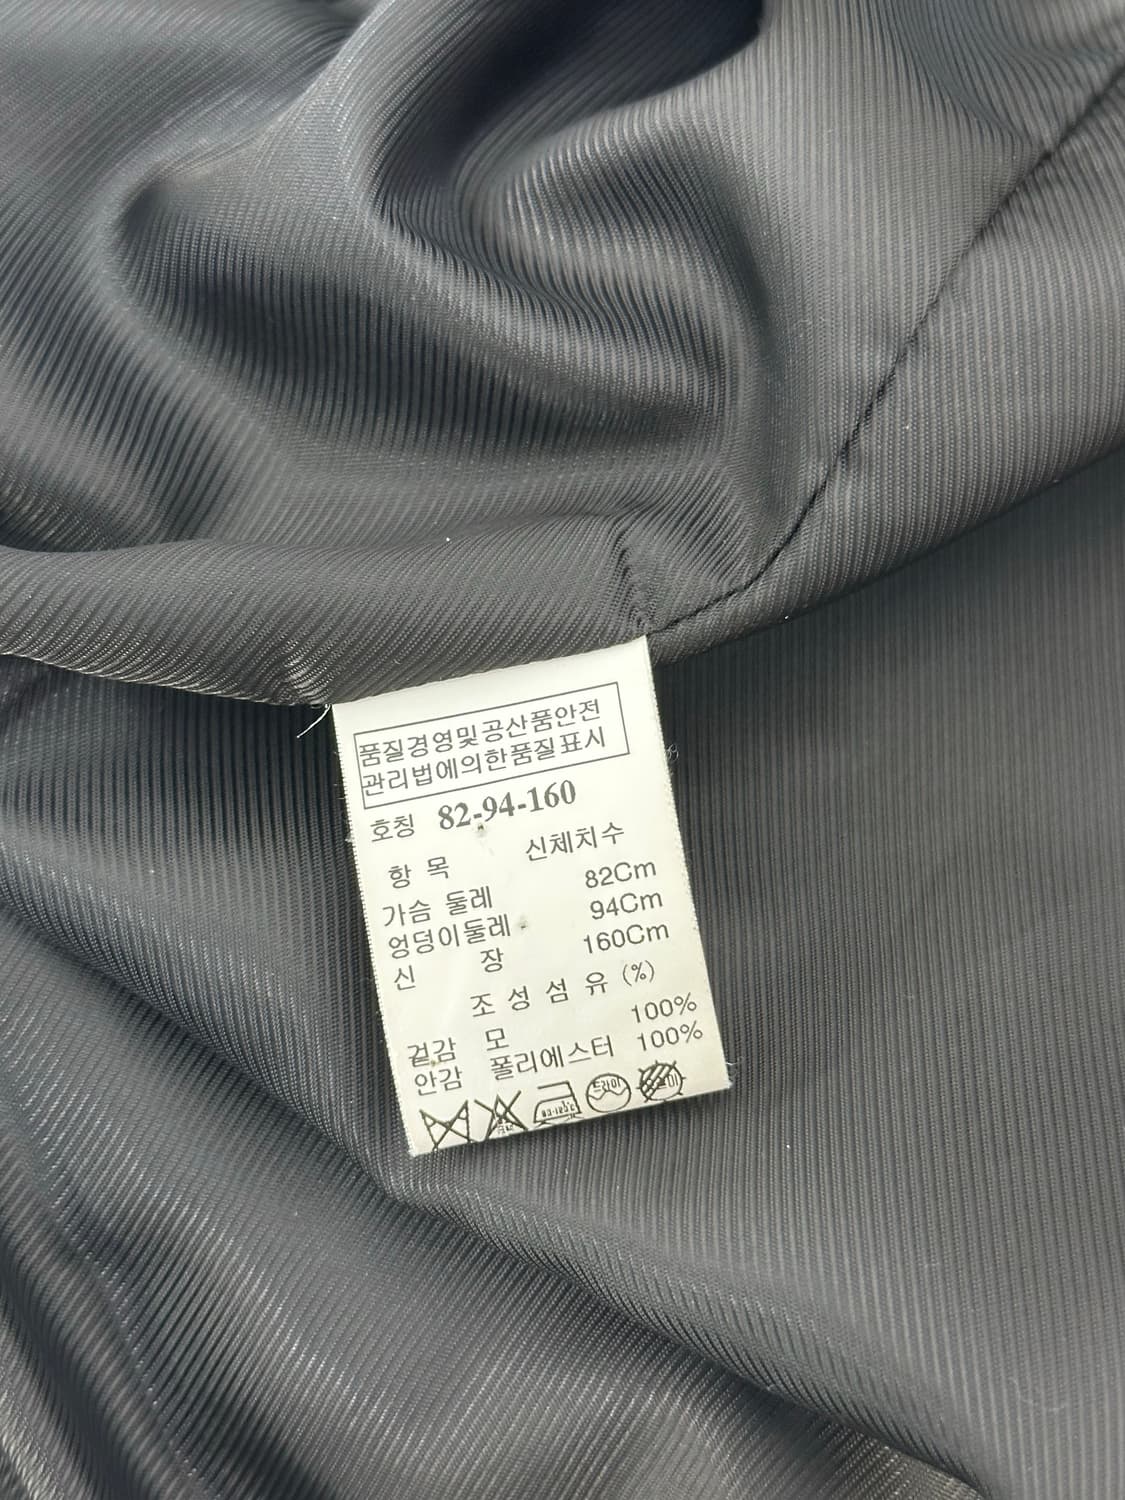 품질경영및공산품안전
관리법에의한품질표시
호칭 82-94-160
항 목 신체치수
가슴 둘레 82Cm
엉덩이둘레 94Cm
신 장 160Cm
조 성 섬 유 (%)
겉감 모 100%
안감 폴리에스터 100%
드라이